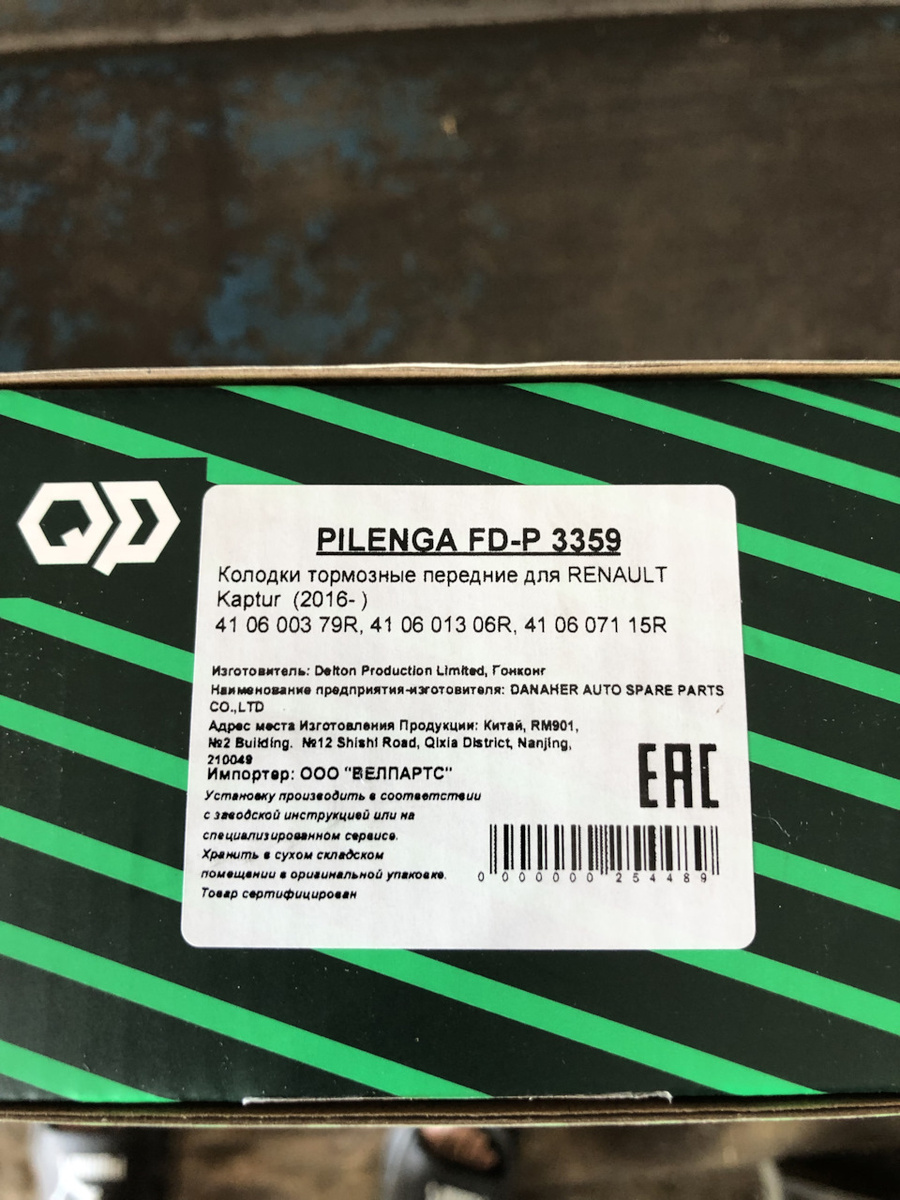 QP
PILENGA FD-P 3359
Колодки тормозные передние для RENAULT
Kaptur (2016- )
41 06 003 79R, 41 06 013 06R, 41 06 071 15R
Изготовитель: Delton Production Limited, Гонконг
Наименование предприятия-изготовителя: DANAHER AUTO SPARE PARTS
CO.,LTD
Адрес места Изготовления Продукции: Китай, RM901,
№2 Building. №12 Shishi Road, Qixia District, Nanjing,
210049
Импортер: ООО "ВЕЛПАРТС"
Установку производить в соответствии
с заводской инструкцией или на
специализированном сервисе.
Хранить в сухом складском
помещении в оригинальной упаковке.
Товар сертифицирован
EAC
0000000254489